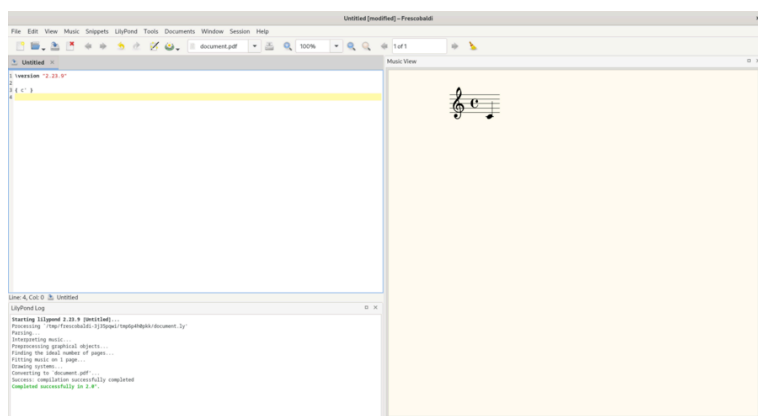 Untitled [modified] – Frescobaldi
File Edit View Music Snippets LilyPond Tools Documents Window Session Help
document.pdf 100% 1 of 1
Untitled
Music View
1 \version "2.23.9"
2
3 { c' }
4
Line: 4, Col: 0 Untitled
LilyPond Log
Starting lilypond 2.23.9 [Untitled]...
Parsing...
Interpreting music...
Preprocessing graphical objects...
Finding the ideal number of pages...
Fitting music on 1 page...
Drawing systems...
Converting to `document.pdf'...
Success: compilation successfully completed
Completed successfully in 2.0".